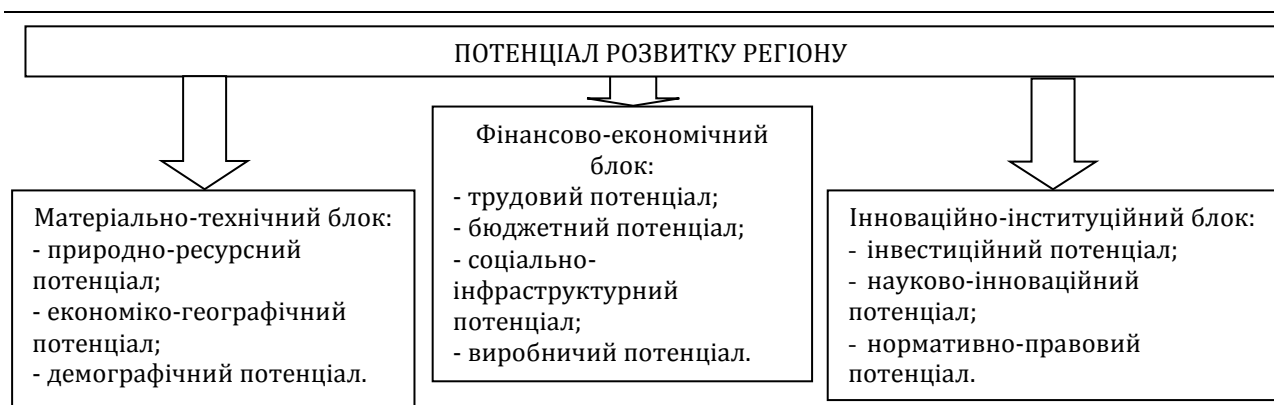 ПОТЕНЦІАЛ РОЗВИТКУ РЕГІОНУ
Матеріально-технічний блок:
- природно-ресурсний
потенціал;
- економіко-географічний
потенціал;
- демографічний потенціал.
Фінансово-економічний
блок:
- трудовий потенціал;
- бюджетний потенціал;
- соціально-
інфраструктурний
потенціал;
- виробничий потенціал.
Інноваційно-інституційний блок:
- інвестиційний потенціал;
- науково-інноваційний
потенціал;
- нормативно-правовий
потенціал.